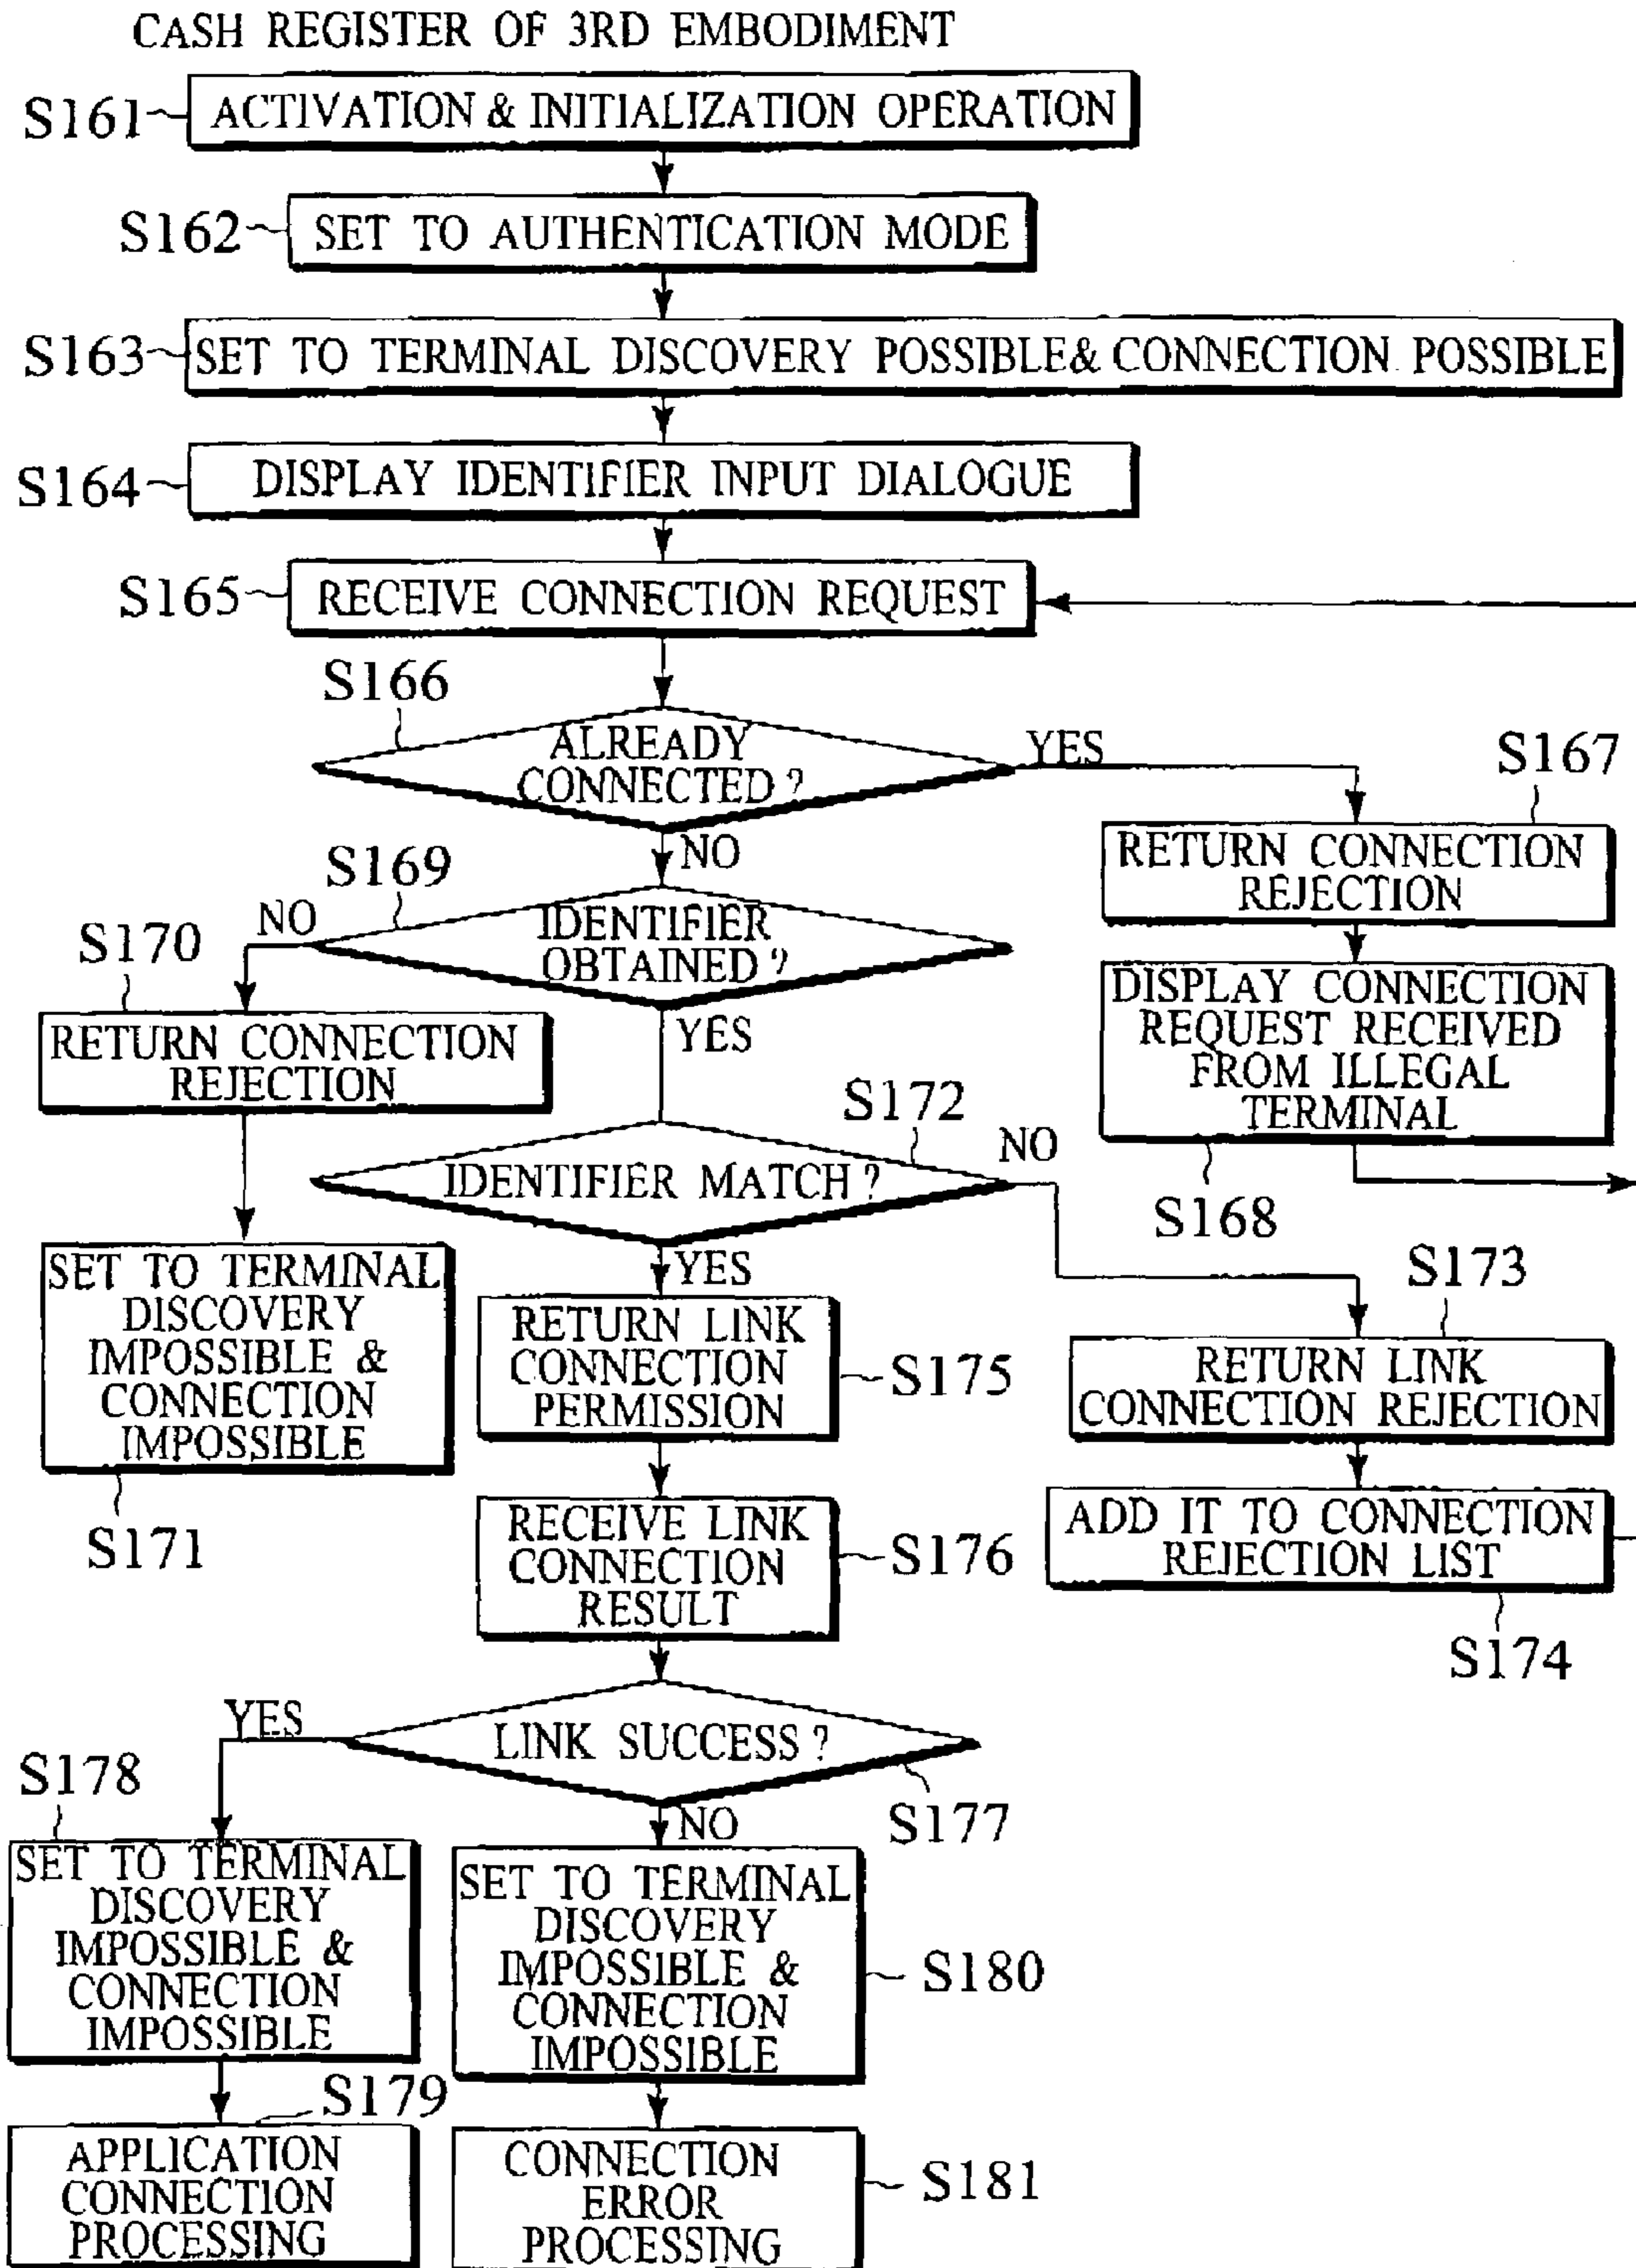 CASH REGISTER OF 3RD EMBODIMENT
S161
ACTIVATION & INITIALIZATION OPERATION
S162
SET TO AUTHENTICATION MODE
S163
SET TO TERMINAL DISCOVERY POSSIBLE& CONNECTION POSSIBLE
S164
DISPLAY IDENTIFIER INPUT DIALOGUE
S165
RECEIVE CONNECTION REQUEST
S166
ALREADY
CONNECTED ?
YES
NO
S167
RETURN CONNECTION
REJECTION
DISPLAY CONNECTION
REQUEST RECEIVED
FROM ILLEGAL
TERMINAL
S168
S169
IDENTIFIER
OBTAINED ?
NO
YES
S170
RETURN CONNECTION
REJECTION
SET TO TERMINAL
DISCOVERY
IMPOSSIBLE &
CONNECTION
IMPOSSIBLE
S171
S172
IDENTIFIER MATCH ?
NO
YES
S173
RETURN LINK
CONNECTION REJECTION
ADD IT TO CONNECTION
REJECTION LIST
S174
RETURN LINK
CONNECTION
PERMISSION
S175
RECEIVE LINK
CONNECTION
RESULT
S176
LINK SUCCESS ?
S177
YES
NO
S178
SET TO TERMINAL
DISCOVERY
IMPOSSIBLE &
CONNECTION
IMPOSSIBLE
S179
APPLICATION
CONNECTION
PROCESSING
SET TO TERMINAL
DISCOVERY
IMPOSSIBLE &
CONNECTION
IMPOSSIBLE
S180
CONNECTION
ERROR
PROCESSING
S181